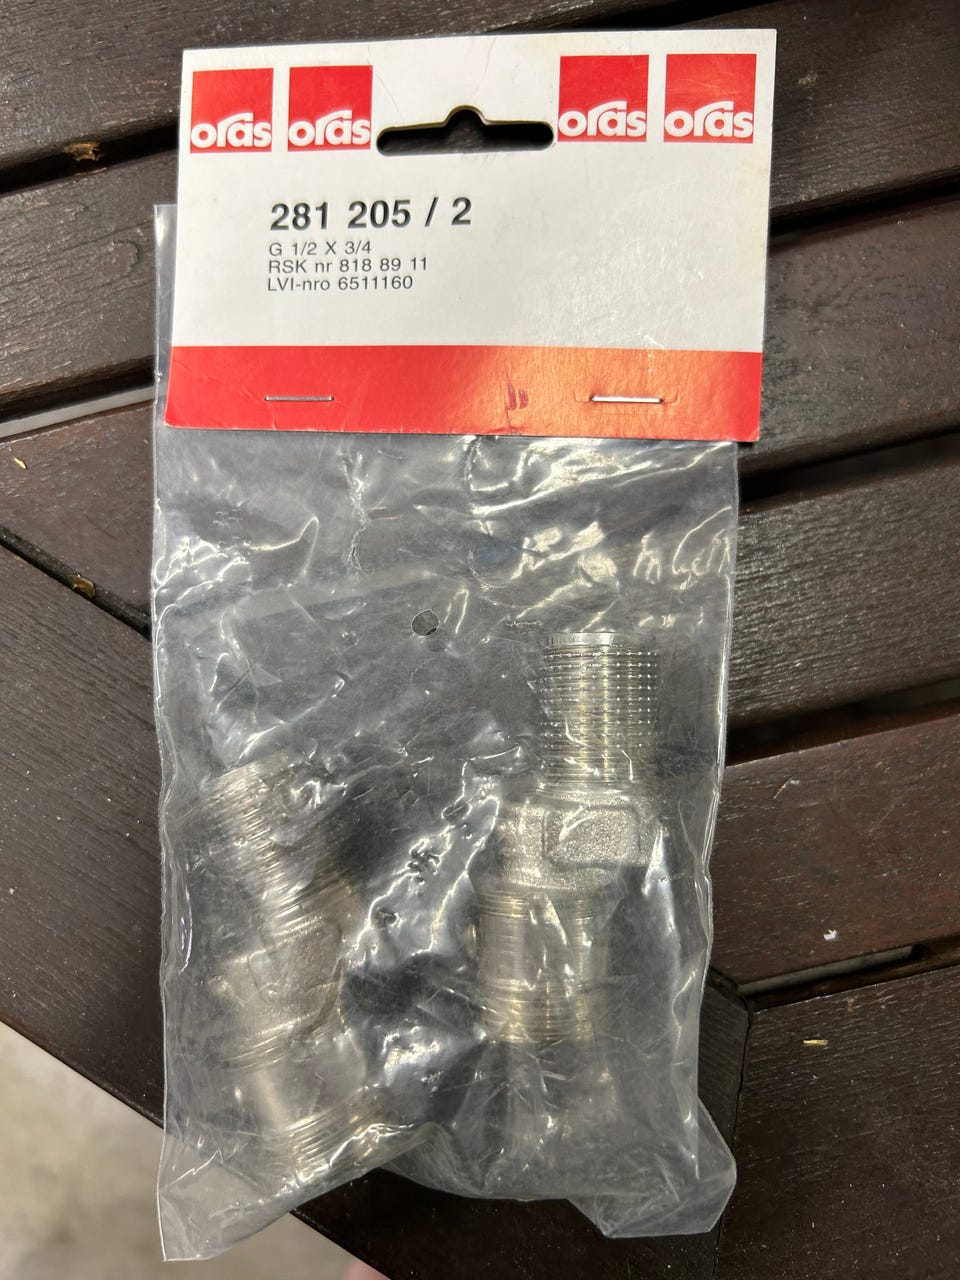 oras oras oras oras
281 205 / 2
G 1/2 X 3/4
RSK nr 818 89 11
LVI-nro 6511160